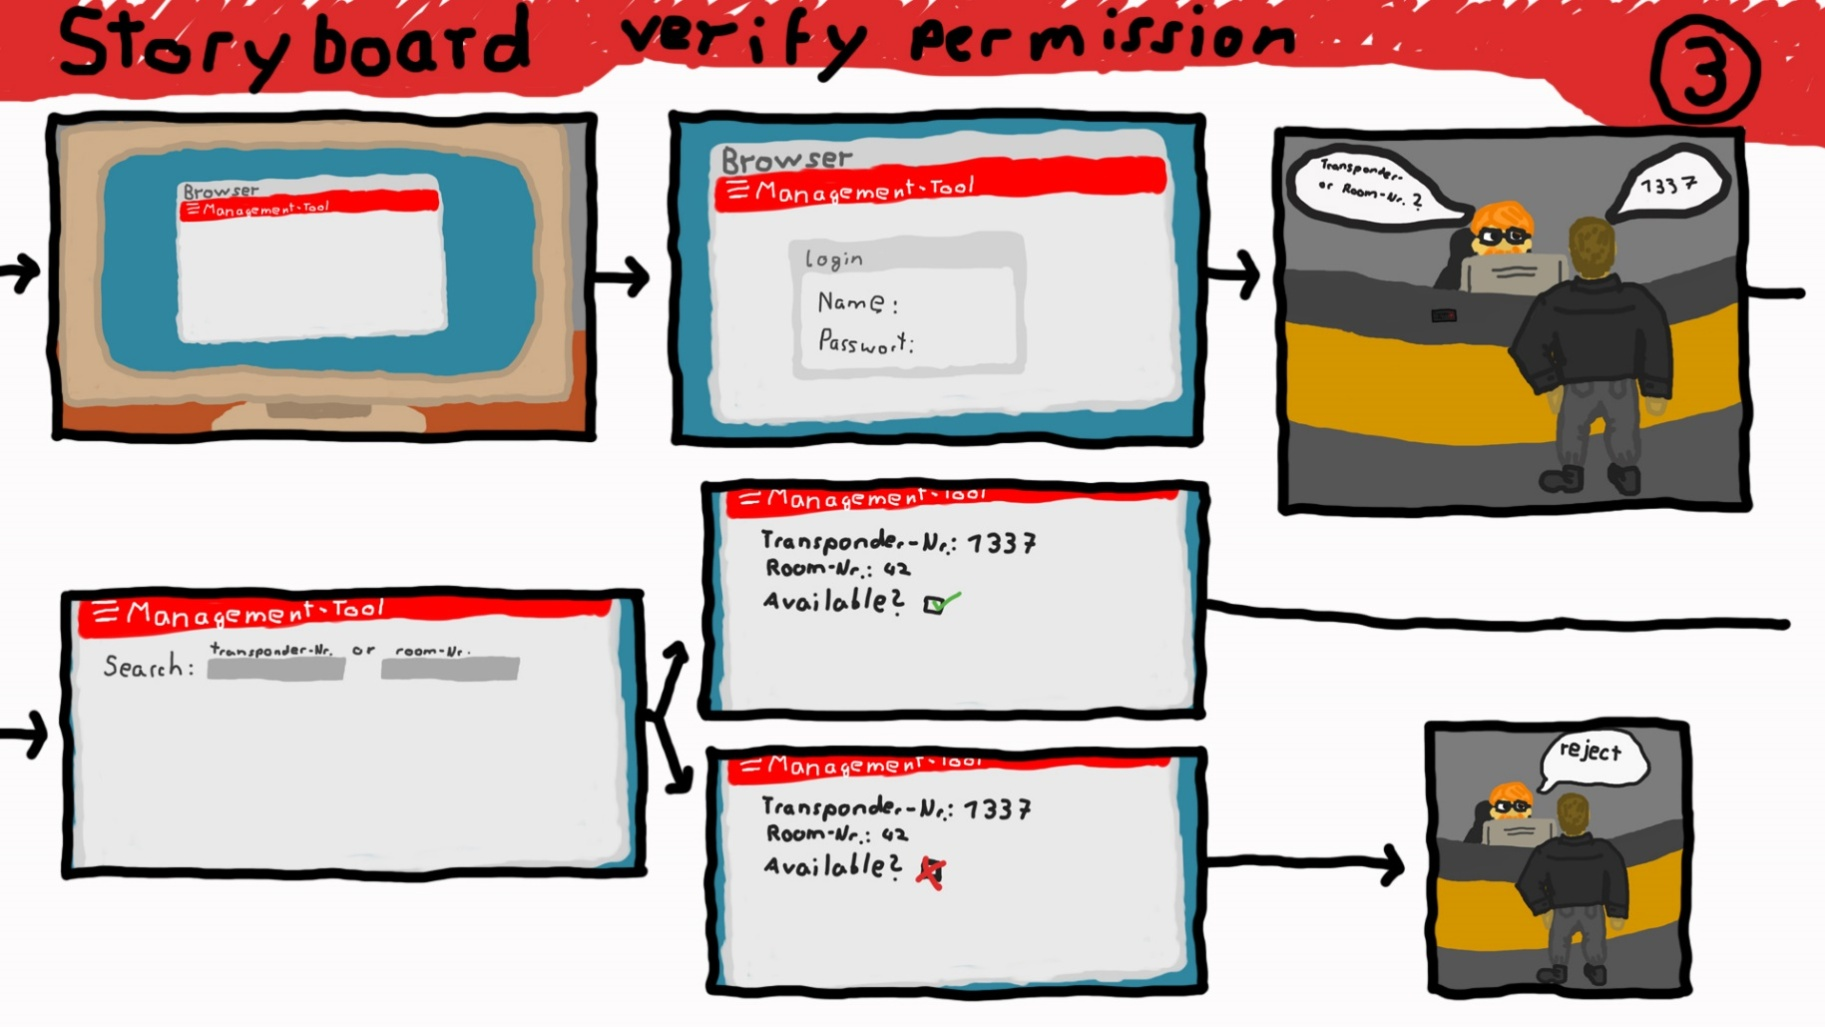 Storyboard verify permission
3
Browser
Management-Tool
Browser
Management-Tool
Login
Name:
Passwort:
Transponder-
or Room-Nr.?
1337
Management-Tool
Search: transponder-Nr. or room-Nr.
Management-Tool
Transponder-Nr.: 1337
Room-Nr.: 42
Available?
Management-Tool
Transponder-Nr.: 1337
Room-Nr.: 42
Available?
reject